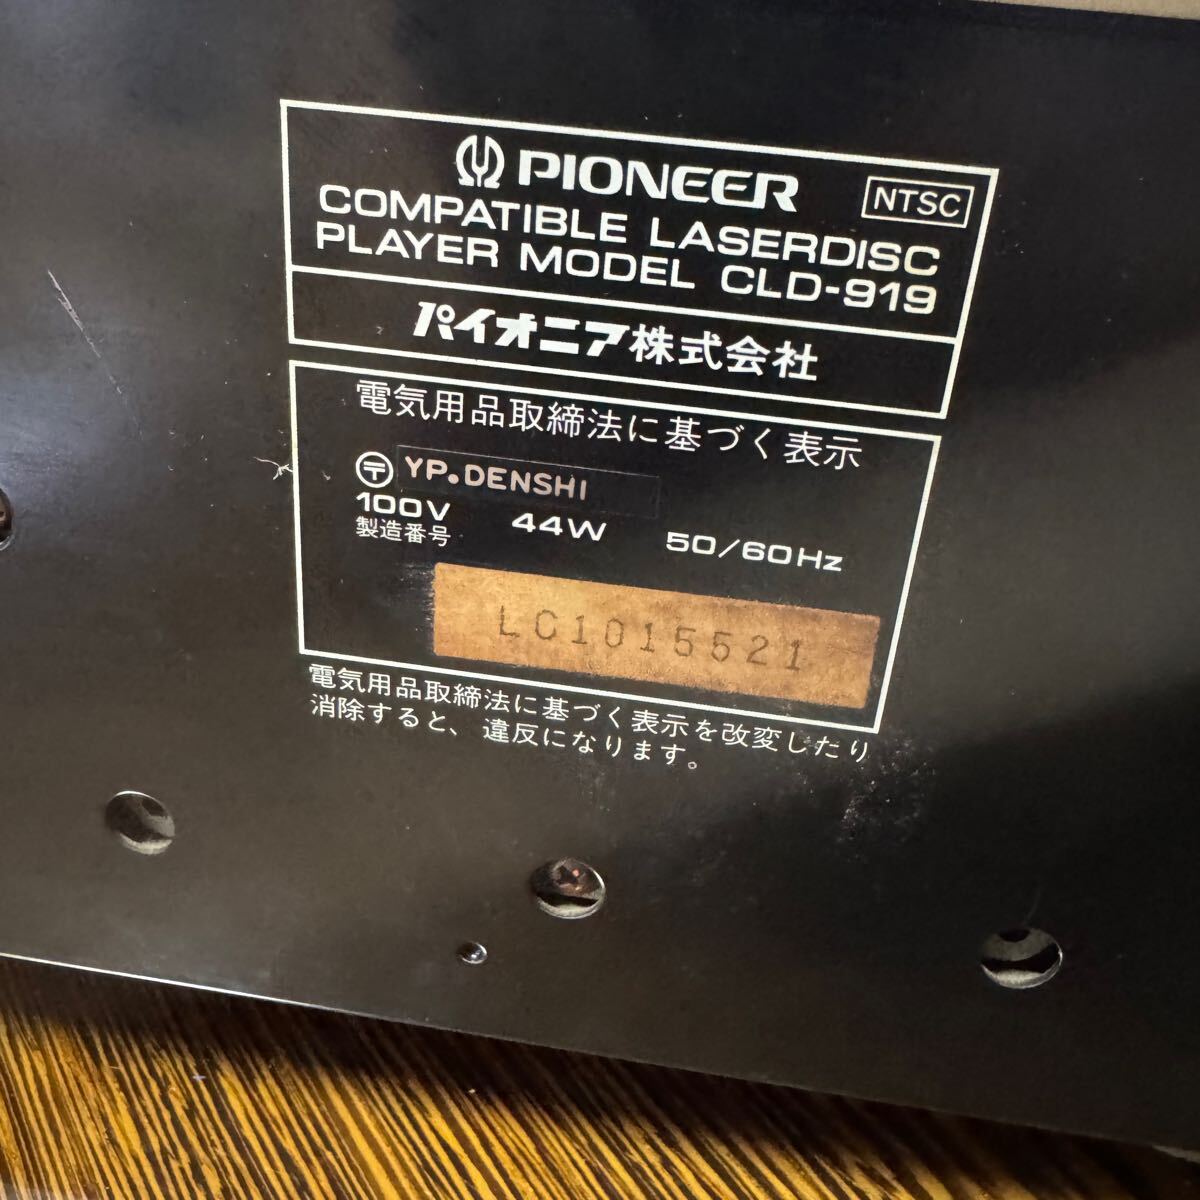 PIONEER NTSC
COMPATIBLE LASERDISC
PLAYER MODEL CLD-919
パイオニア株式会社
電気用品取締法に基づく表示
〒 YP.DENSHI
100V 44W 50/60Hz
製造番号
LC1015521
電気用品取締法に基づく表示を改変したり
消除すると、違反になります。